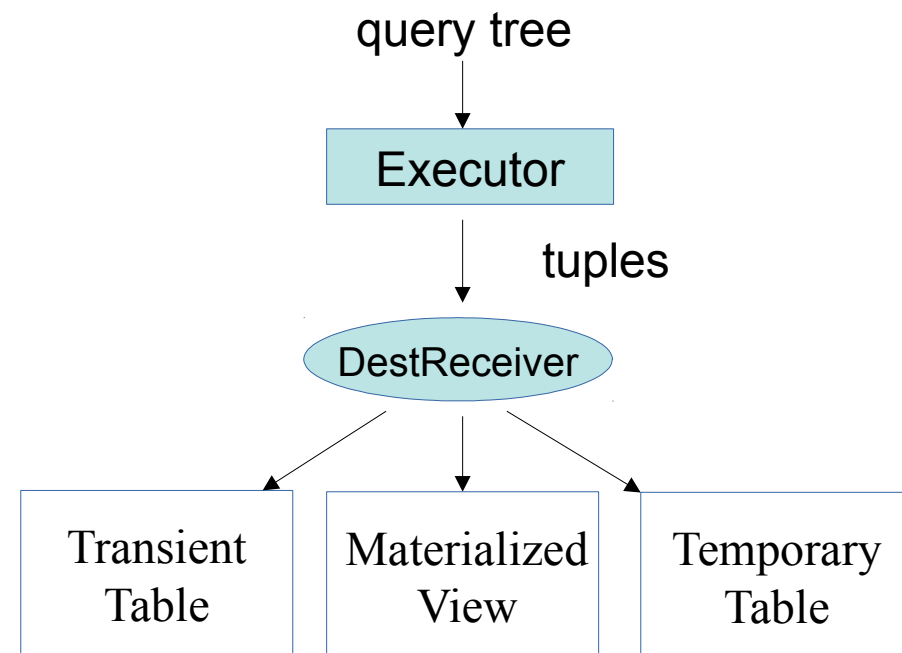 query tree
Executor
tuples
DestReceiver
Transient
Table
Materialized
View
Temporary
Table